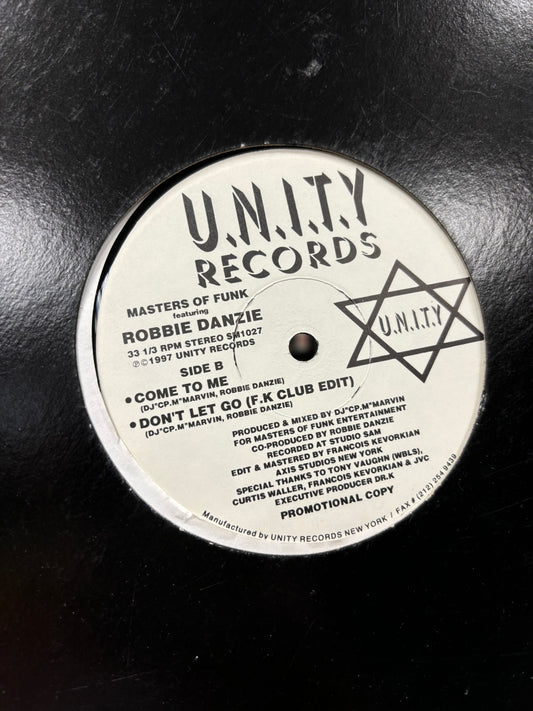 U.N.I.T.Y
RECORDS
MASTERS OF FUNK
featuring
ROBBIE DANZIE
33 1/3 RPM STEREO SM1027
℗©1997 UNITY RECORDS
SIDE B
• COME TO ME
(DJ"CP.M"MARVIN, ROBBIE DANZIE)
• DON'T LET GO (F.K CLUB EDIT)
(DJ"CP.M"MARVIN, ROBBIE DANZIE)
U.N.I.T.Y
PRODUCED & MIXED BY DJ"CP.M"MARVIN
FOR MASTERS OF FUNK ENTERTAINMENT
CO-PRODUCED BY ROBBIE DANZIE
RECORDED AT STUDIO SAM
EDIT & MASTERED BY FRANCOIS KEVORKIAN
AXIS STUDIOS NEW YORK
SPECIAL THANKS TO TONY VAUGHN (WBLS),
CURTIS WALLER, FRANCOIS KEVORKIAN & JVC
EXECUTIVE PRODUCER DR.K
PROMOTIONAL COPY
Manufactured by UNITY RECORDS NEW YORK / FAX # (212) 254 9439